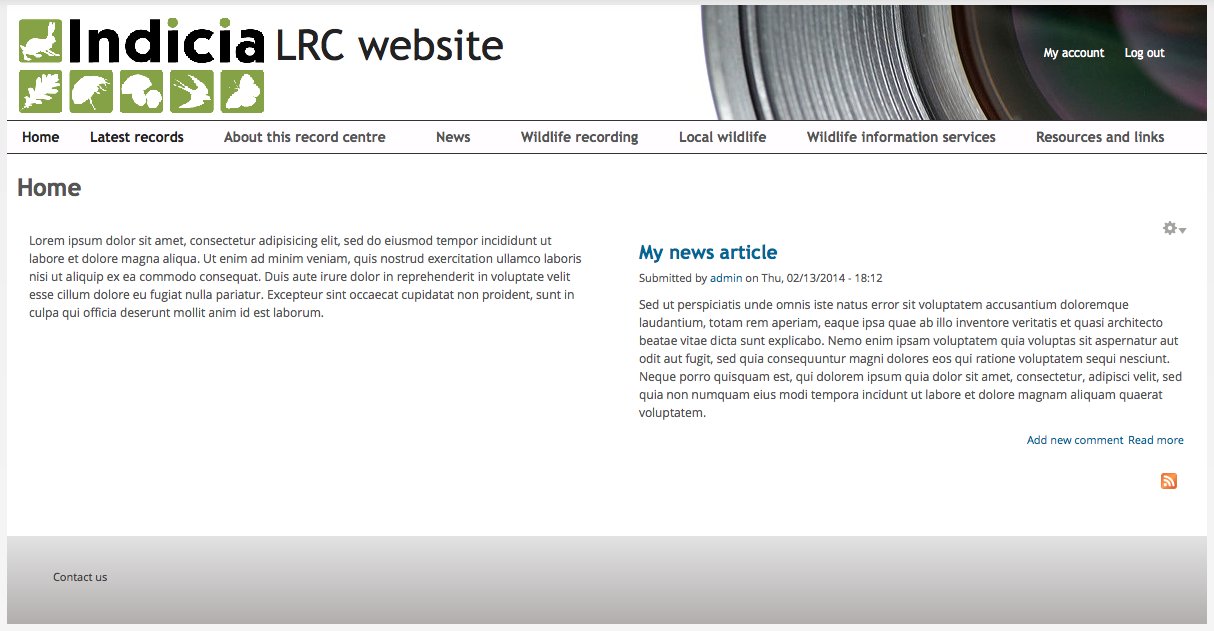 Indicia LRC website
My account Log out
Home Latest records About this record centre News Wildlife recording Local wildlife Wildlife information services Resources and links
Home
Lorem ipsum dolor sit amet, consectetur adipisicing elit, sed do eiusmod tempor incididunt ut
labore et dolore magna aliqua. Ut enim ad minim veniam, quis nostrud exercitation ullamco laboris
nisi ut aliquip ex ea commodo consequat. Duis aute irure dolor in reprehenderit in voluptate velit
esse cillum dolore eu fugiat nulla pariatur. Excepteur sint occaecat cupidatat non proident, sunt in
culpa qui officia deserunt mollit anim id est laborum.
My news article
Submitted by admin on Thu, 02/13/2014 - 18:12
Sed ut perspiciatis unde omnis iste natus error sit voluptatem accusantium doloremque
laudantium, totam rem aperiam, eaque ipsa quae ab illo inventore veritatis et quasi architecto
beatae vitae dicta sunt explicabo. Nemo enim ipsam voluptatem quia voluptas sit aspernatur aut
odit aut fugit, sed quia consequuntur magni dolores eos qui ratione voluptatem sequi nesciunt.
Neque porro quisquam est, qui dolorem ipsum quia dolor sit amet, consectetur, adipisci velit, sed
quia non numquam eius modi tempora incidunt ut labore et dolore magnam aliquam quaerat
voluptatem.
Add new comment Read more
Contact us